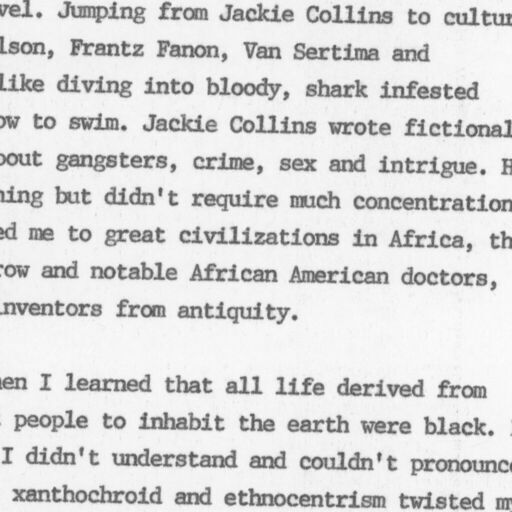 vel. Jumping from Jackie Collins to cultur
lson, Frantz Fanon, Van Sertima and
like diving into bloody, shark infested
ow to swim. Jackie Collins wrote fictional
bout gangsters, crime, sex and intrigue. H
ning but didn't require much concentration
ed me to great civilizations in Africa, th
row and notable African American doctors,
inventors from antiquity.
hen I learned that all life derived from
t people to inhabit the earth were black.
I didn't understand and couldn't pronounce
xanthochroid and ethnocentrism twisted my